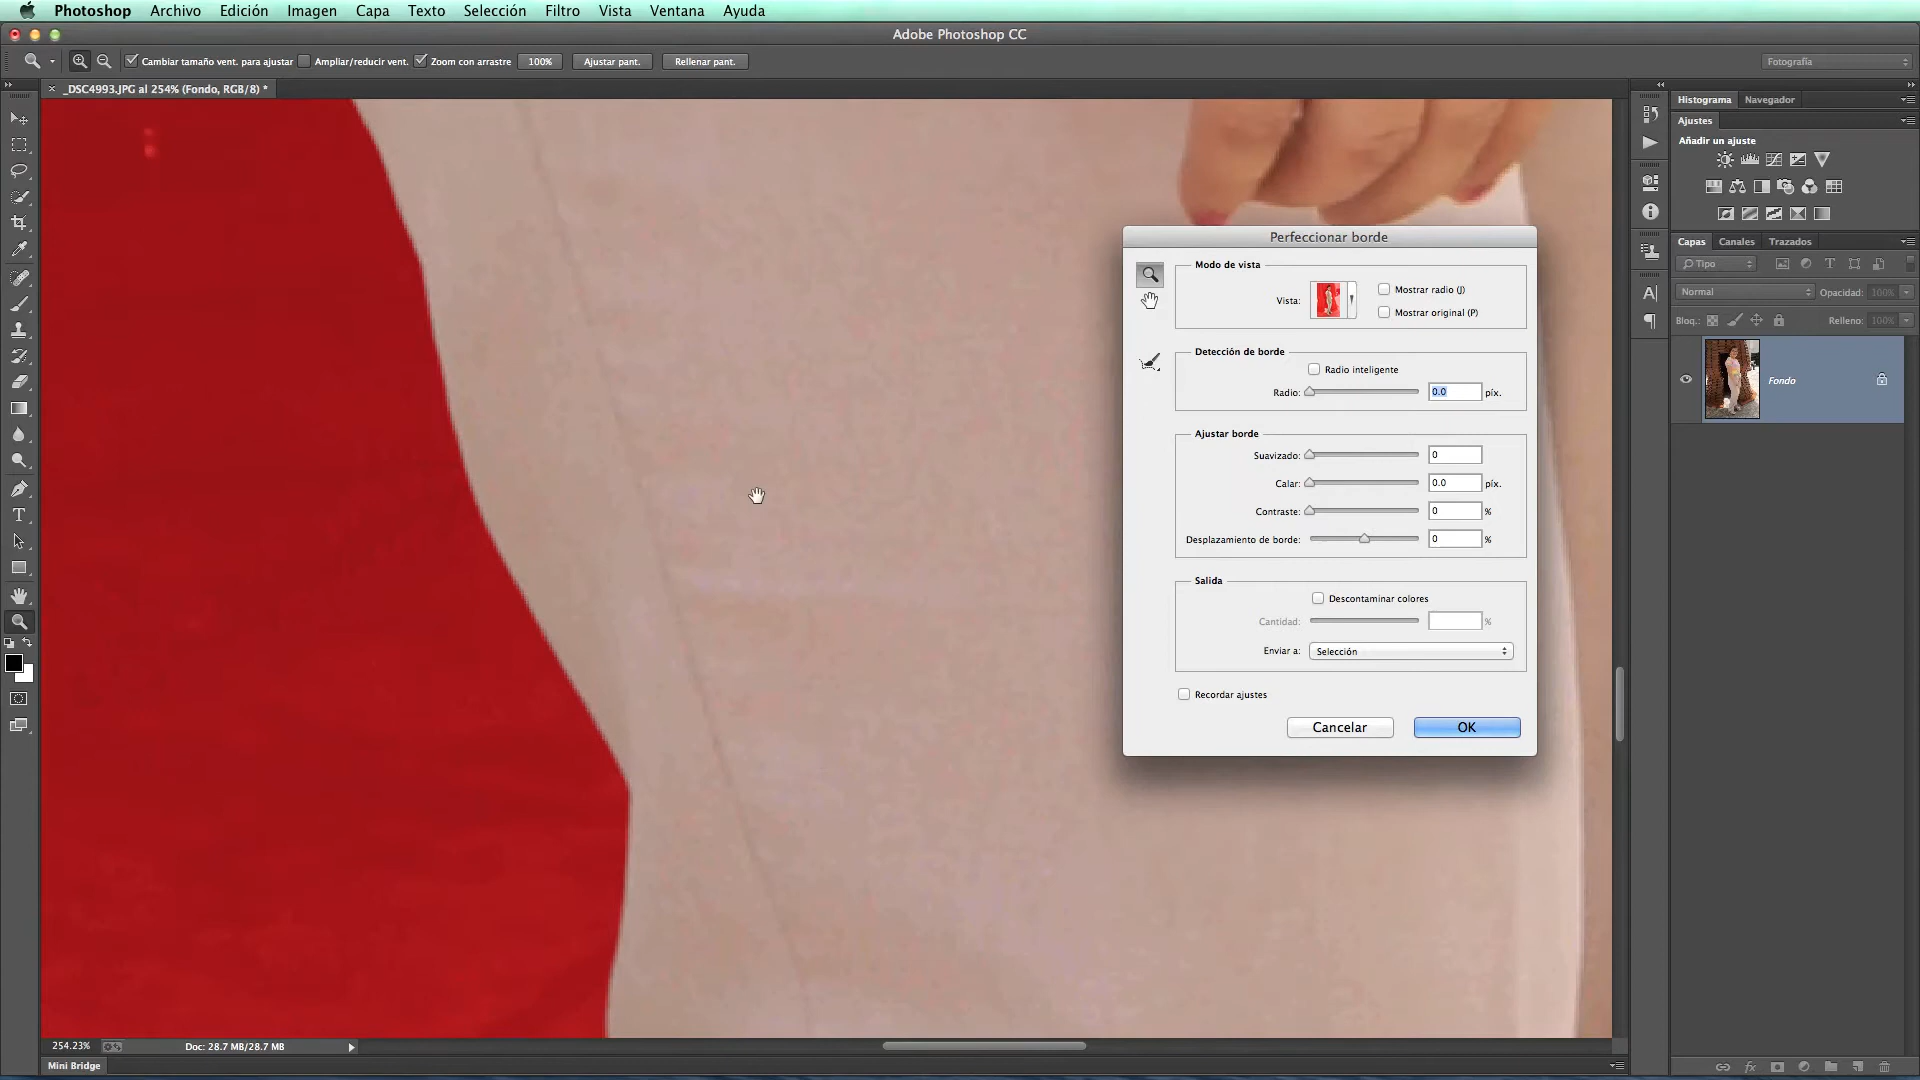 Photoshop Archivo Edición Imagen Capa Texto Selección Filtro Vista Ventana Ayuda
Adobe Photoshop CC
Cambiar tamaño vent. para ajustar Ampliar/reducir vent. Zoom con arrastre 100% Ajustar pant. Rellenar pant. Fotografía
_DSC4993.JPG al 254% (Fondo, RGB/8) *
Histograma Navegador
Ajustes
Añadir un ajuste
Capas Canales Trazados
Tipo
Normal Opacidad: 100%
Bloq.: Relleno: 100%
Fondo
Perfeccionar borde
Modo de vista
Vista: Mostrar radio (J)
Mostrar original (P)
Detección de borde
Radio inteligente
Radio: 0.0 píx.
Ajustar borde
Suavizado: 0
Calar: 0.0 píx.
Contraste: 0 %
Desplazamiento de borde: 0 %
Salida
Descontaminar colores
Cantidad: %
Enviar a: Selección
Recordar ajustes
Cancelar OK
254.23% Doc: 28.7 MB/28.7 MB
Mini Bridge